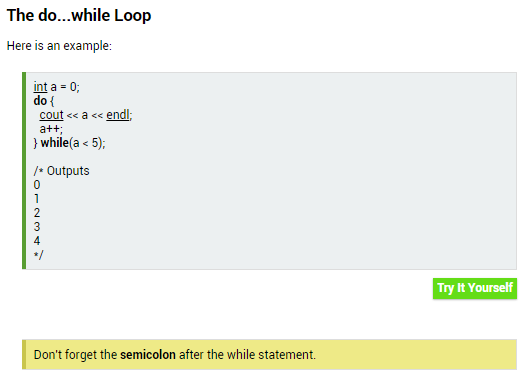 The do...while Loop
Here is an example:
int a = 0;
do {
cout << a << endl;
a++;
} while(a < 5);
/* Outputs
0
1
2
3
4
*/
Try It Yourself
Don't forget the semicolon after the while statement.